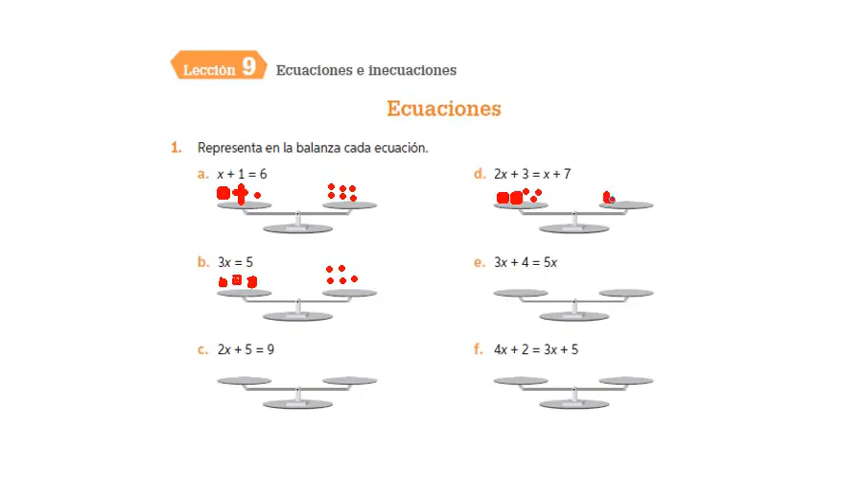 Lección 9 Ecuaciones e inecuaciones
Ecuaciones
1. Representa en la balanza cada ecuación.
a. x + 1 = 6
d. 2x + 3 = x + 7
b. 3x = 5
e. 3x + 4 = 5x
c. 2x + 5 = 9
f. 4x + 2 = 3x + 5